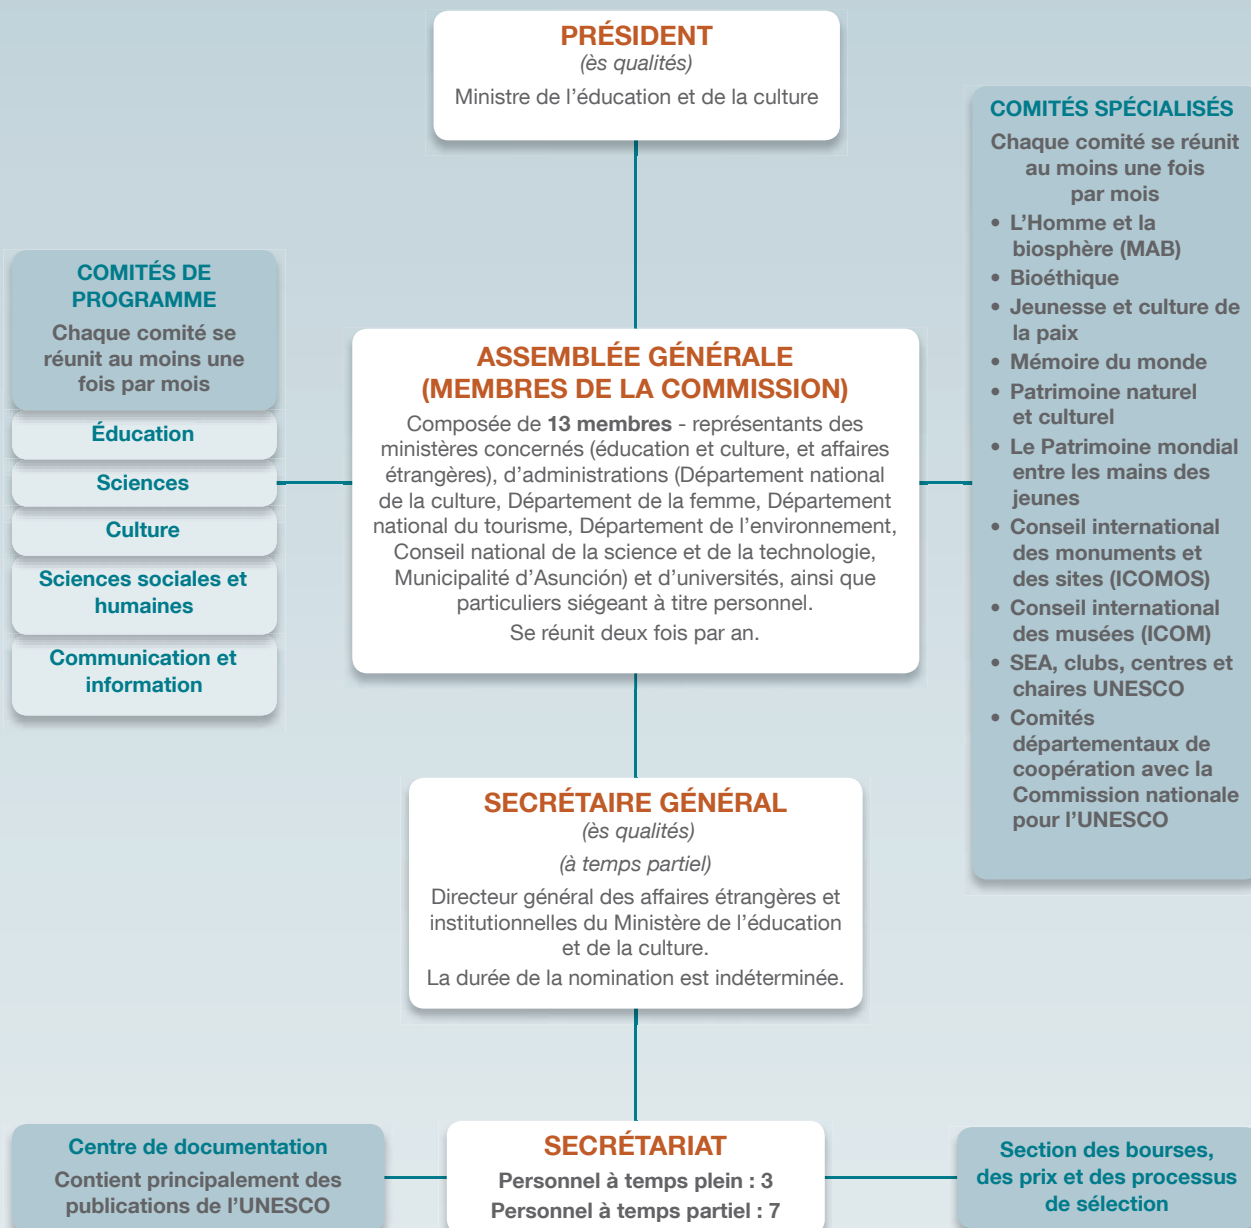 PRÉSIDENT
(ès qualités)
Ministre de l’éducation et de la culture
COMITÉS DE
PROGRAMME
Chaque comité se
réunit au moins une
fois par mois
Éducation
Sciences
Culture
Sciences sociales et
humaines
Communication et
information
ASSEMBLÉE GÉNÉRALE
(MEMBRES DE LA COMMISSION)
Composée de 13 membres - représentants des
ministères concernés (éducation et culture, et affaires
étrangères), d’administrations (Département national
de la culture, Département de la femme, Département
national du tourisme, Département de l’environnement,
Conseil national de la science et de la technologie,
Municipalité d’Asunción) et d’universités, ainsi que
particuliers siégeant à titre personnel.
Se réunit deux fois par an.
COMITÉS SPÉCIALISÉS
Chaque comité se réunit
au moins une fois
par mois
• L’Homme et la
biosphère (MAB)
• Bioéthique
• Jeunesse et culture de
la paix
• Mémoire du monde
• Patrimoine naturel
et culturel
• Le Patrimoine mondial
entre les mains des
jeunes
• Conseil international
des monuments et
des sites (ICOMOS)
• Conseil international
des musées (ICOM)
• SEA, clubs, centres et
chaires UNESCO
• Comités
départementaux de
coopération avec la
Commission nationale
pour l’UNESCO
SECRÉTAIRE GÉNÉRAL
(ès qualités)
(à temps partiel)
Directeur général des affaires étrangères et
institutionnelles du Ministère de l’éducation
et de la culture.
La durée de la nomination est indéterminée.
Centre de documentation
Contient principalement des
publications de l’UNESCO
SECRÉTARIAT
Personnel à temps plein : 3
Personnel à temps partiel : 7
Section des bourses,
des prix et des processus
de sélection